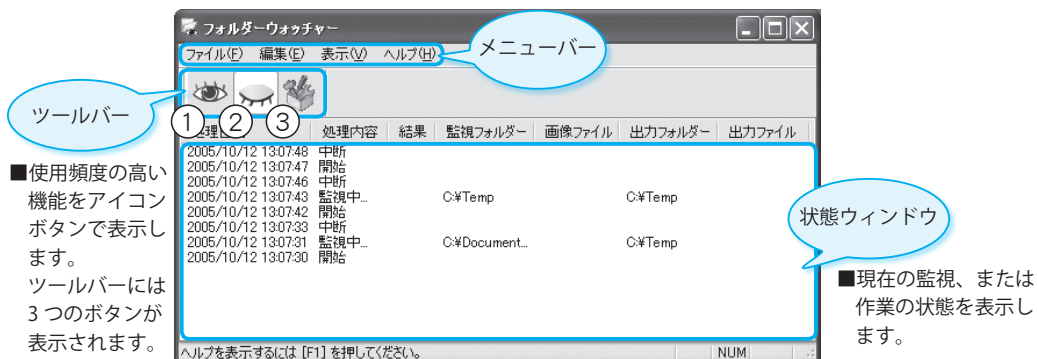 フォルダーウォッチャー
ファイル(F) 編集(E) 表示(V) ヘルプ(H)
メニューバー
ツールバー
① ② ③
処理内容 結果 監視フォルダー 画像ファイル 出力フォルダー 出力ファイル
2005/10/12 13:07:48 中断
2005/10/12 13:07:47 開始
2005/10/12 13:07:46 中断
2005/10/12 13:07:43 監視中... C:¥Temp C:¥Temp
2005/10/12 13:07:42 開始
2005/10/12 13:07:33 中断
2005/10/12 13:07:31 監視中... C:¥Document... C:¥Temp
2005/10/12 13:07:30 開始
■使用頻度の高い
機能をアイコン
ボタンで表示し
ます。
ツールバーには
3 つのボタンが
表示されます。
状態ウィンドウ
■現在の監視、または
作業の状態を表示し
ます。
ヘルプを表示するには [F1] を押してください。 NUM